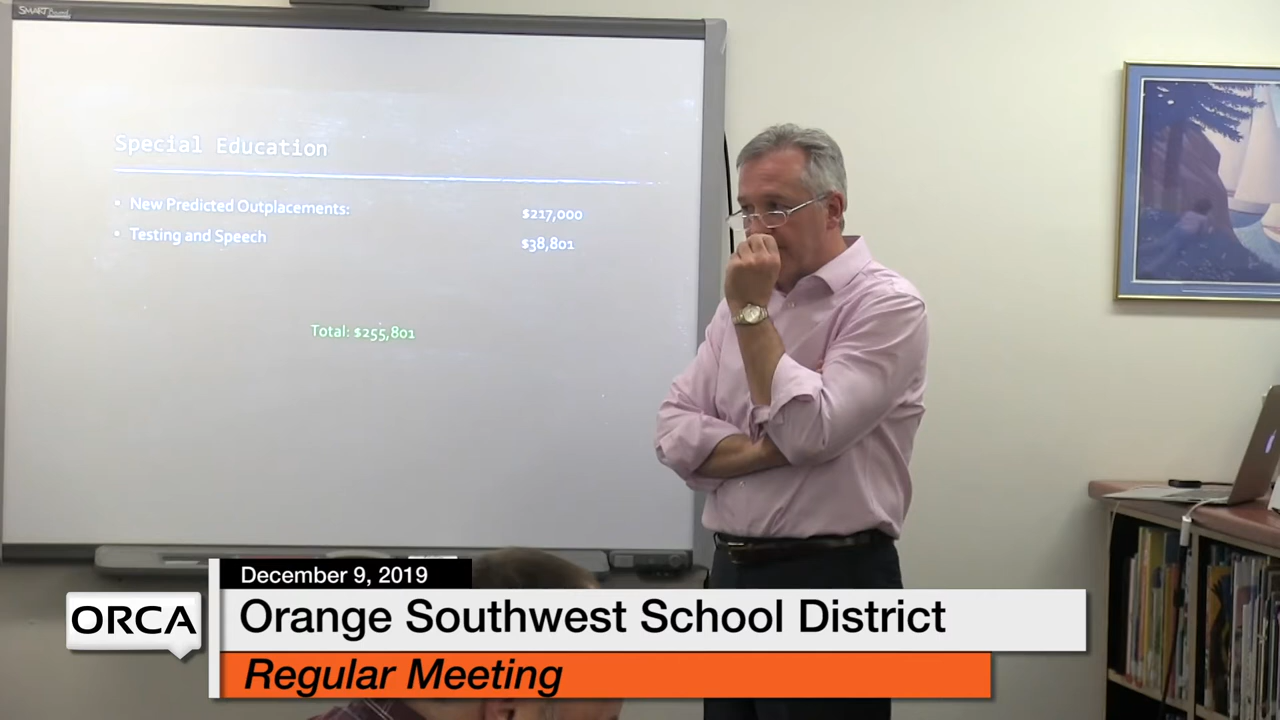 SMART
Special Education
• New Predicted Outplacements: $217,000
• Testing and Speech $38,801
Total: $255,801
December 9, 2019
ORCA
Orange Southwest School District
Regular Meeting